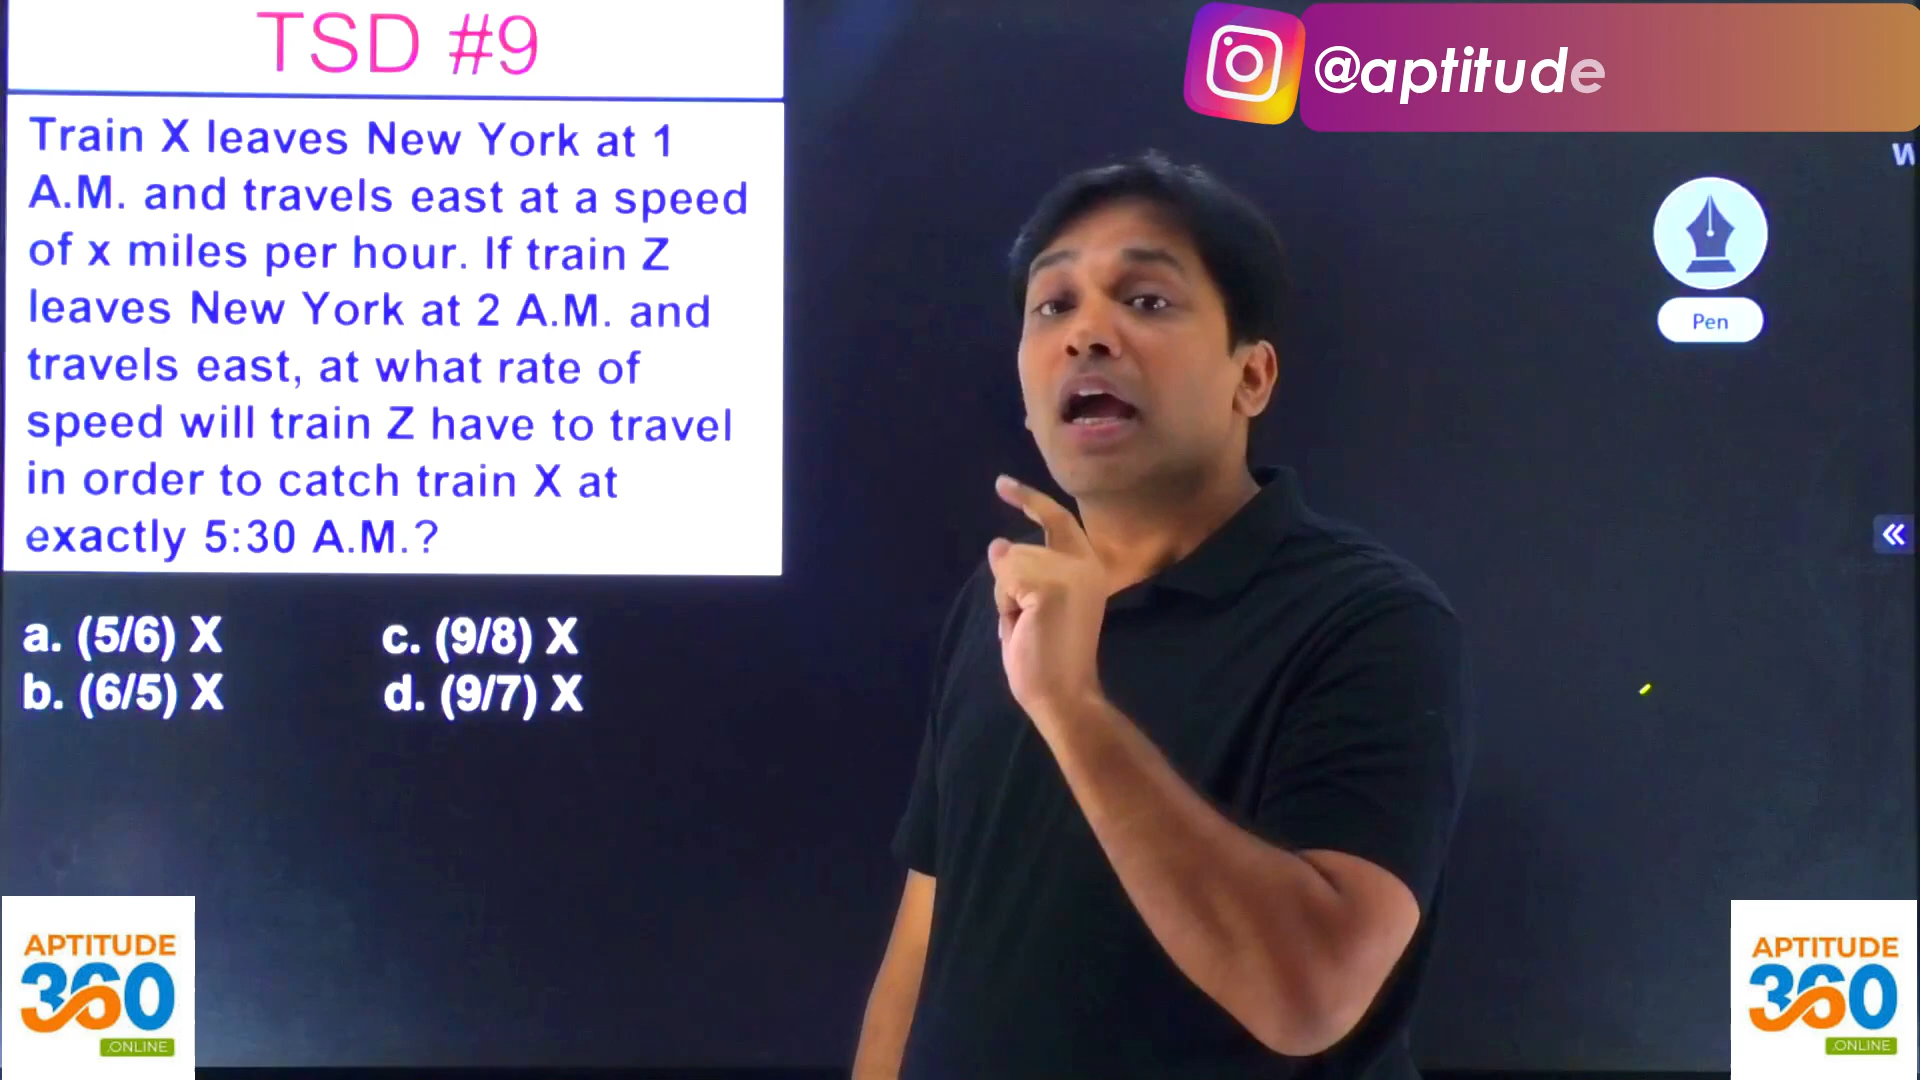 TSD #9
Train X leaves New York at 1
A.M. and travels east at a speed
of x miles per hour. If train Z
leaves New York at 2 A.M. and
travels east, at what rate of
speed will train Z have to travel
in order to catch train X at
exactly 5:30 A.M.?
a. (5/6) X
c. (9/8) X
b. (6/5) X
d. (9/7) X
@aptitude
W
Pen
APTITUDE
360
.ONLINE
APTITUDE
360
.ONLINE